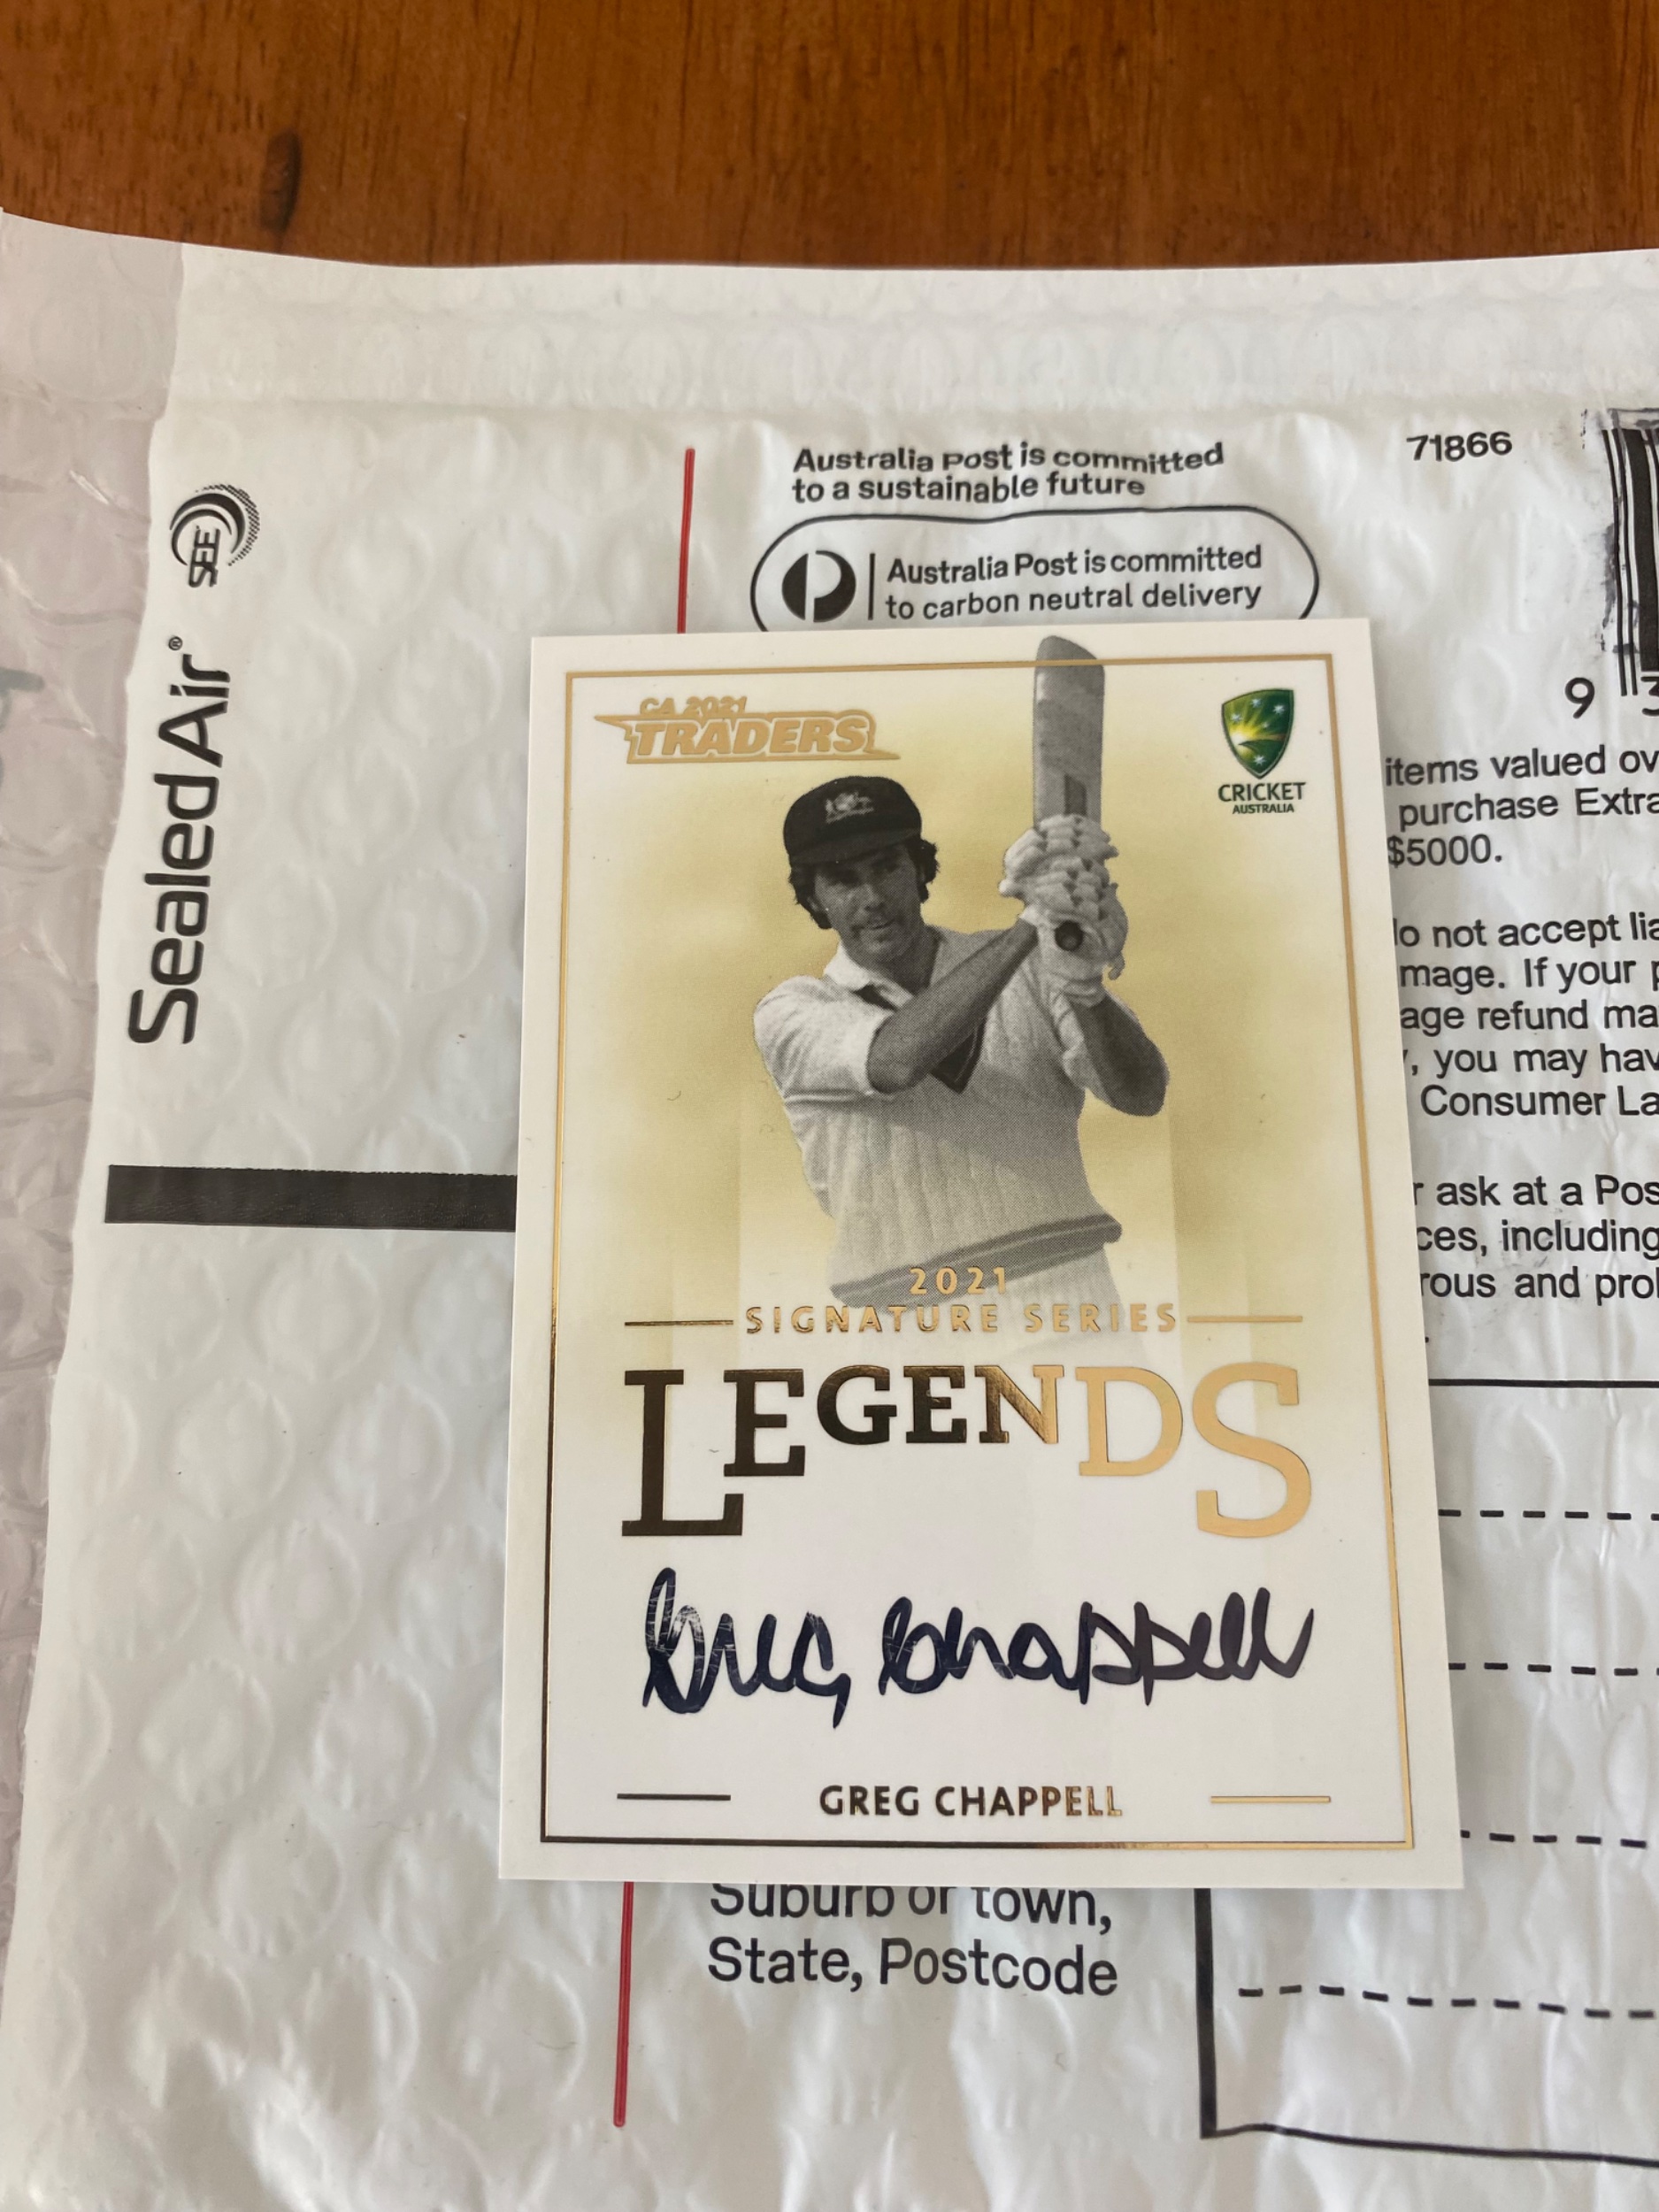 Australia Post is committed
to a sustainable future
71866
Australia Post is committed
to carbon neutral delivery
SEE
Sealed Air®
9
items valued ov
purchase Extra
$5000.
do not accept lia
mage. If your p
age refund ma
, you may hav
Consumer La
r ask at a Pos
ces, including
rous and prol
CA 2021
TRADERS
CRICKET
AUSTRALIA
2021
SIGNATURE SERIES
LEGENDS
Greg Chappell
GREG CHAPPELL
Suburb or town,
State, Postcode